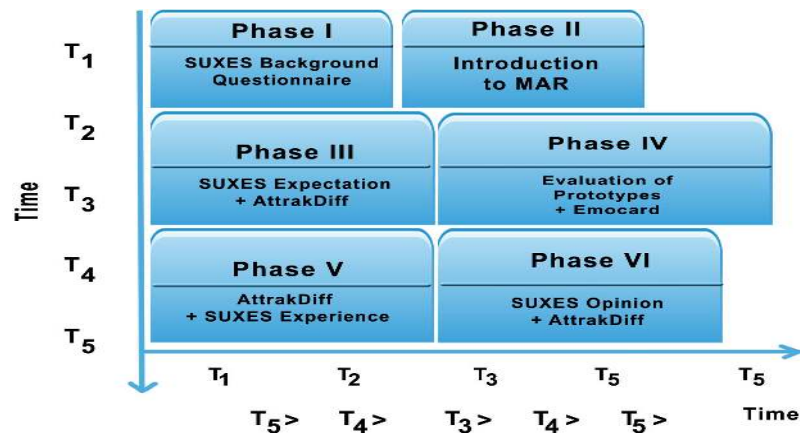 Phase I
SUXES Background
Questionnaire
Phase II
Introduction
to MAR
Phase III
SUXES Expectation
+ AttrakDiff
Phase IV
Evaluation of
Prototypes
+ Emocard
Phase V
AttrakDiff
+ SUXES Experience
Phase VI
SUXES Opinion
+ AttrakDiff
Time
T1
T2
T3
T4
T5
T1 T2 T3 T5 T5
T5 > T4 > T3 > T4 > T5 > Time